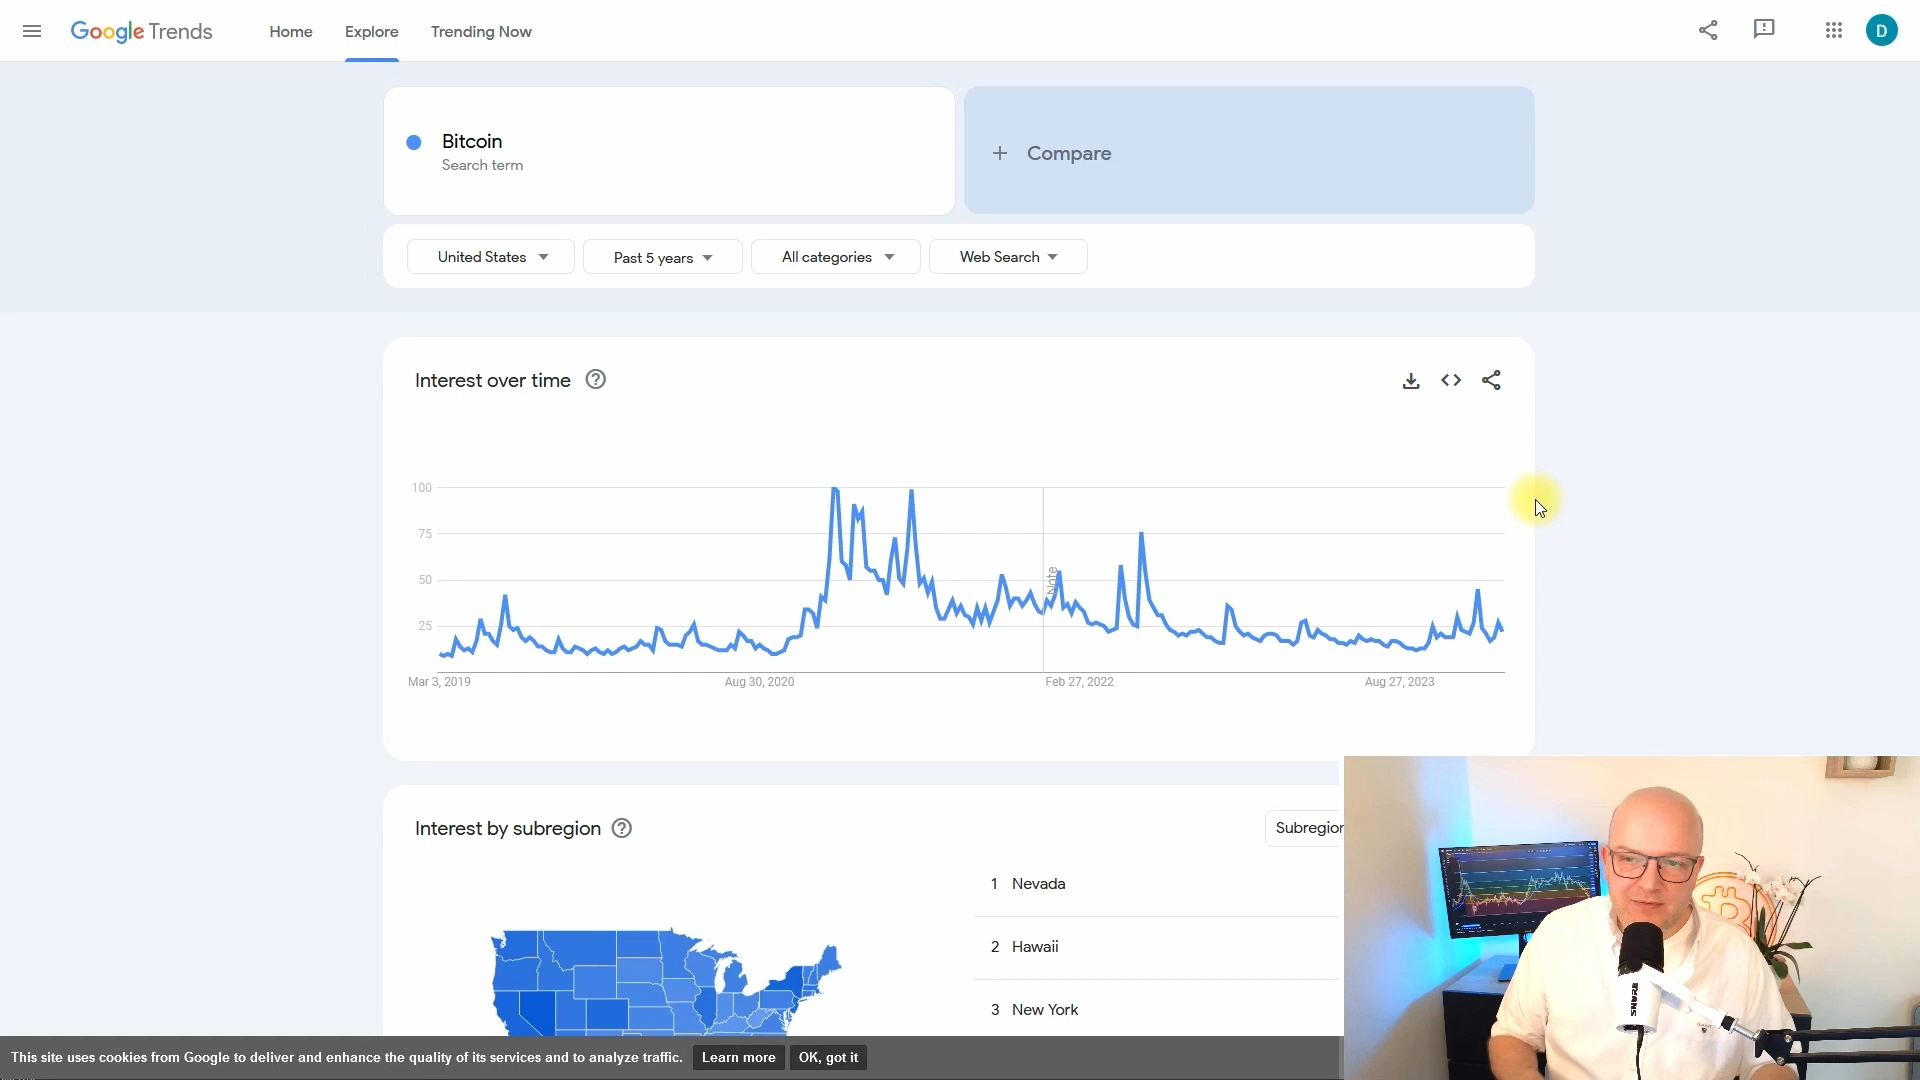 Google Trends
Home
Explore
Trending Now
D
Bitcoin
Search term
+ Compare
United States
Past 5 years
All categories
Web Search
Interest over time
100
75
50
25
Note
Mar 3, 2019
Aug 30, 2020
Feb 27, 2022
Aug 27, 2023
Interest by subregion
Subregion
1 Nevada
2 Hawaii
3 New York
This site uses cookies from Google to deliver and enhance the quality of its services and to analyze traffic.
Learn more
OK, got it
SHURE